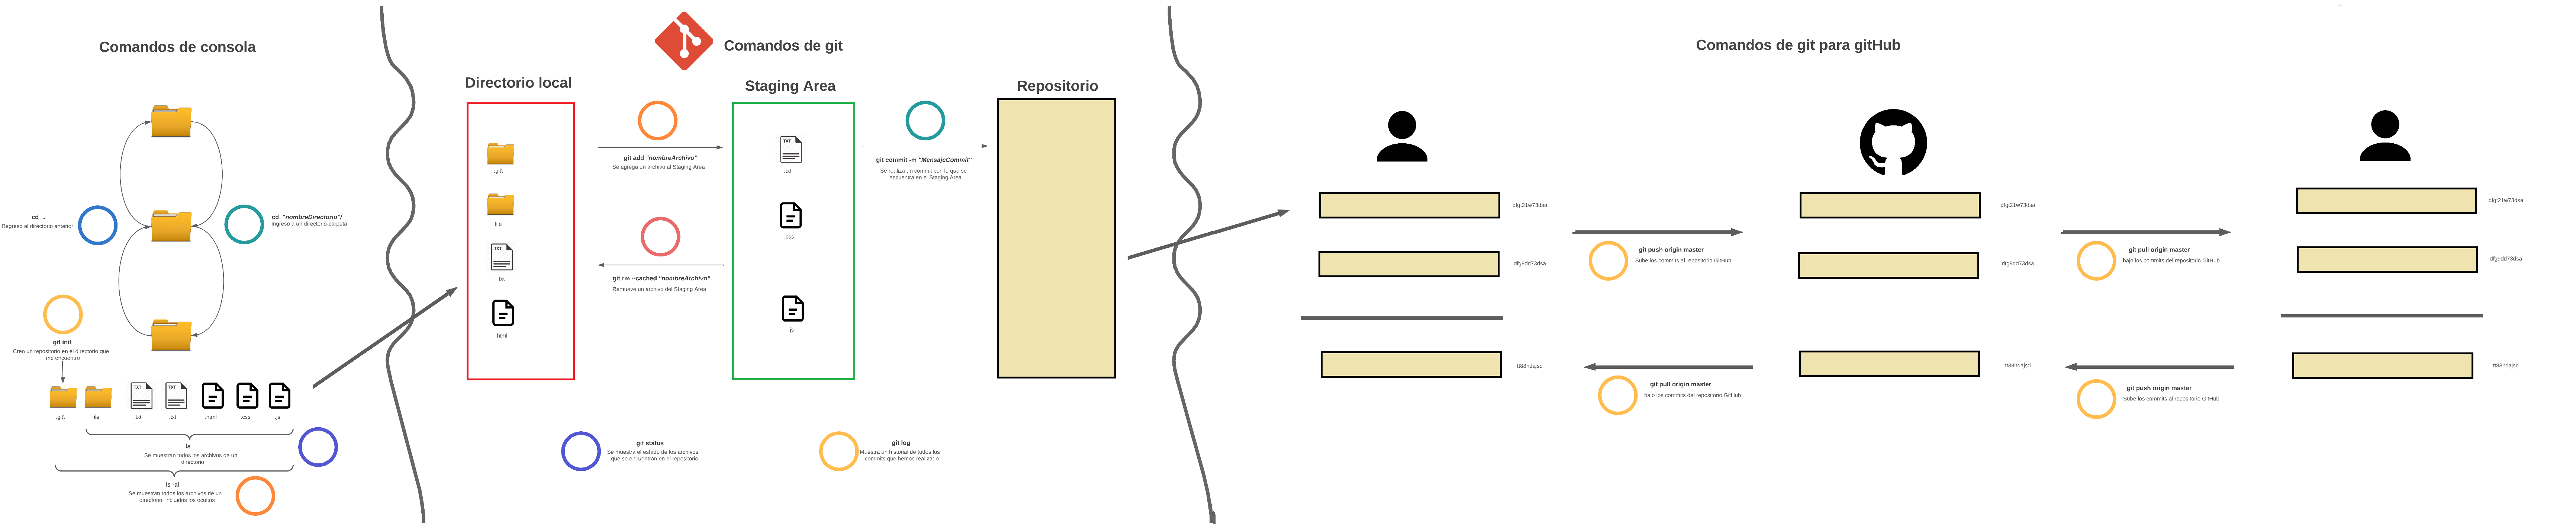 Comandos de consola
cd ..
Regreso al directorio anterior
cd "nombreDirectorio"/
Ingreso a un directorio-carpeta
git init
Creo un repositorio en el directorio que
me encuentro
TXT
TXT
.git\
file
.txt
.txt
.html
.css
.js
ls
Se muestran todos los archivos de un
directorio
ls -al
Se muestran todos los archivos de un
directorio, incluidos los ocultos
Comandos de git
Directorio local
Staging Area
Repositorio
.git\
file
TXT
.txt
.html
git add "nombreArchivo"
Se agrega un archivo al Staging Area
git rm --cached "nombreArchivo"
Remueve un archivo del Staging Area
TXT
.txt
.css
.js
git commit -m "MensajeCommit"
Se realiza un commit con lo que se
encuentra en el Staging Area
git status
Se muestra el estado de los archivos
que se encuentran en el repositorio
git log
Muestra un historial de todos los
commits que hemos realizado
Comandos de git para gitHub
dfgt21w73dsa
dfg9dd73dsa
tt88hdajsd
git push origin master
Sube los commits al repositorio GitHub
git pull origin master
bajo los commits del repositorio GitHub
dfgt21w73dsa
dfg9dd73dsa
tt88hdajsd
git pull origin master
bajo los commits del repositorio GitHub
git push origin master
Sube los commits al repositorio GitHub
dfgt21w73dsa
dfg9dd73dsa
tt88hdajsd